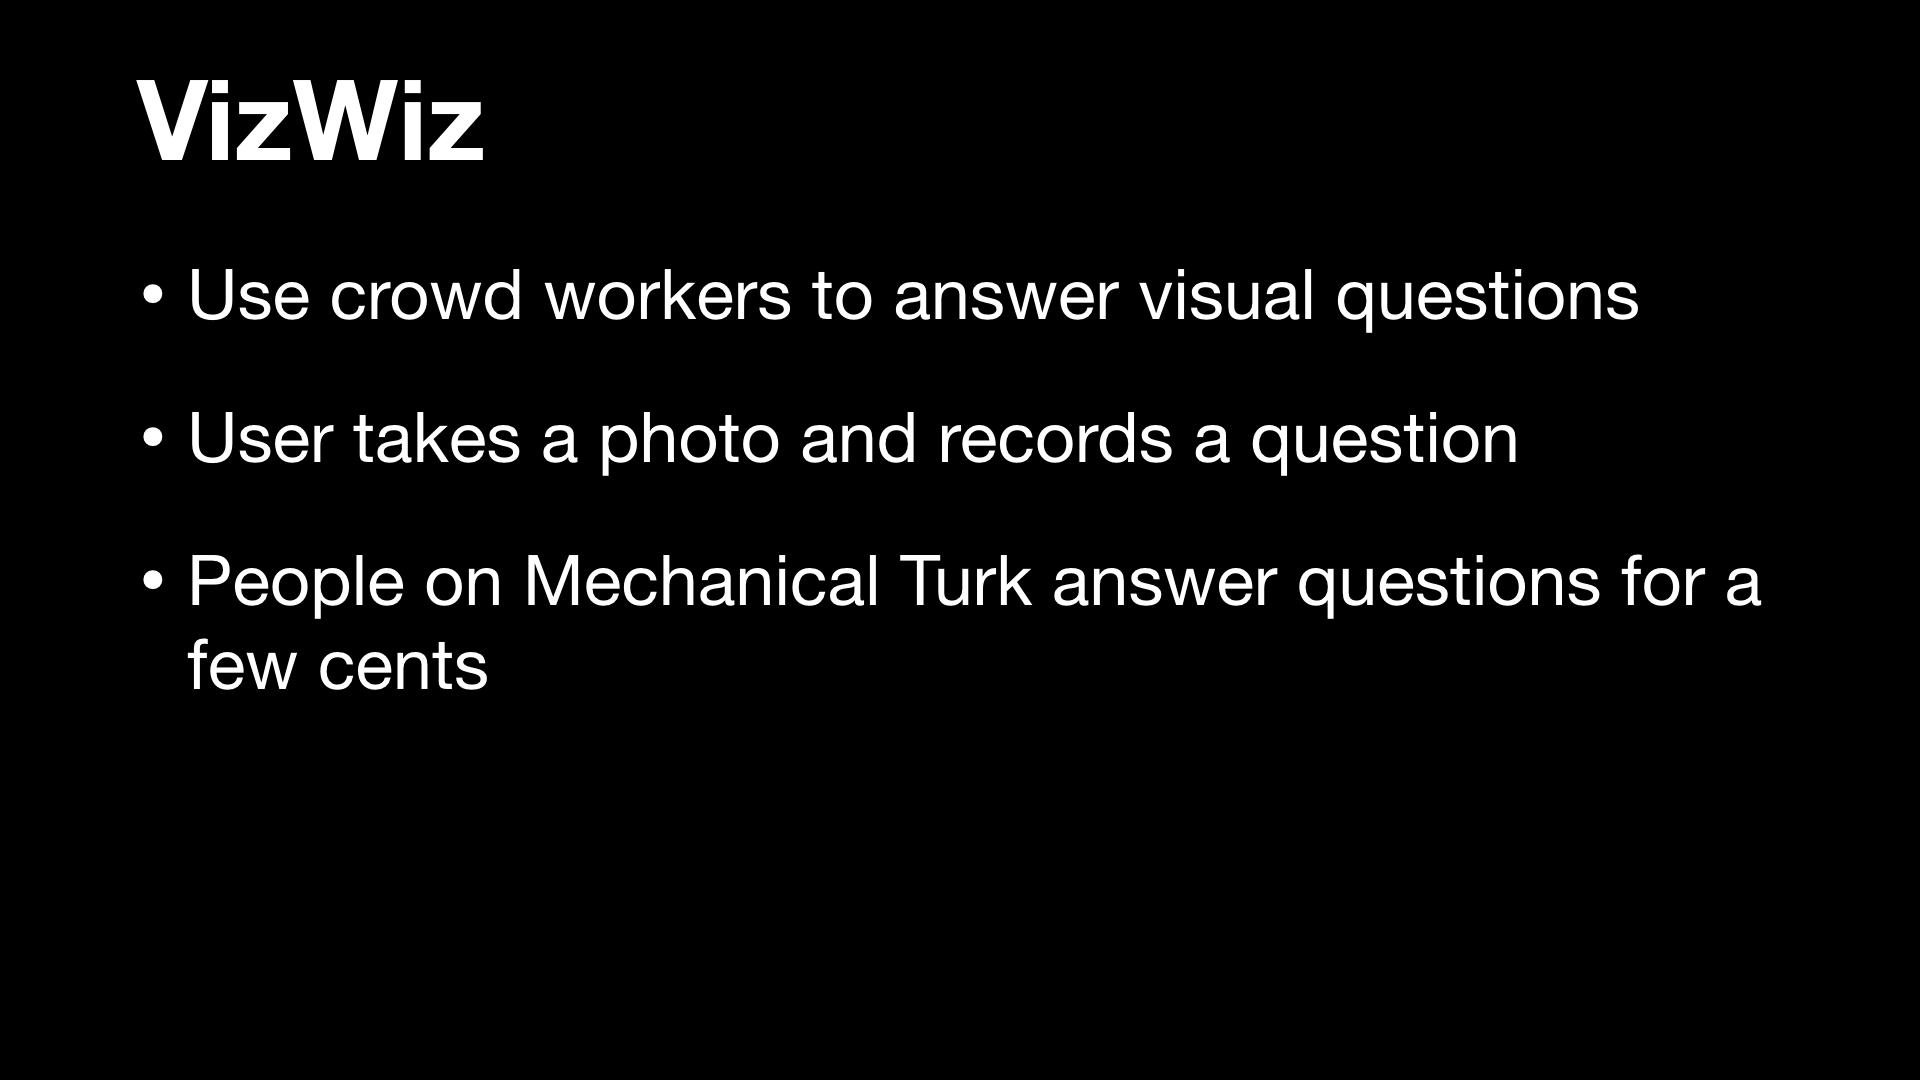 VizWiz
• Use crowd workers to answer visual questions
• User takes a photo and records a question
• People on Mechanical Turk answer questions for a
few cents